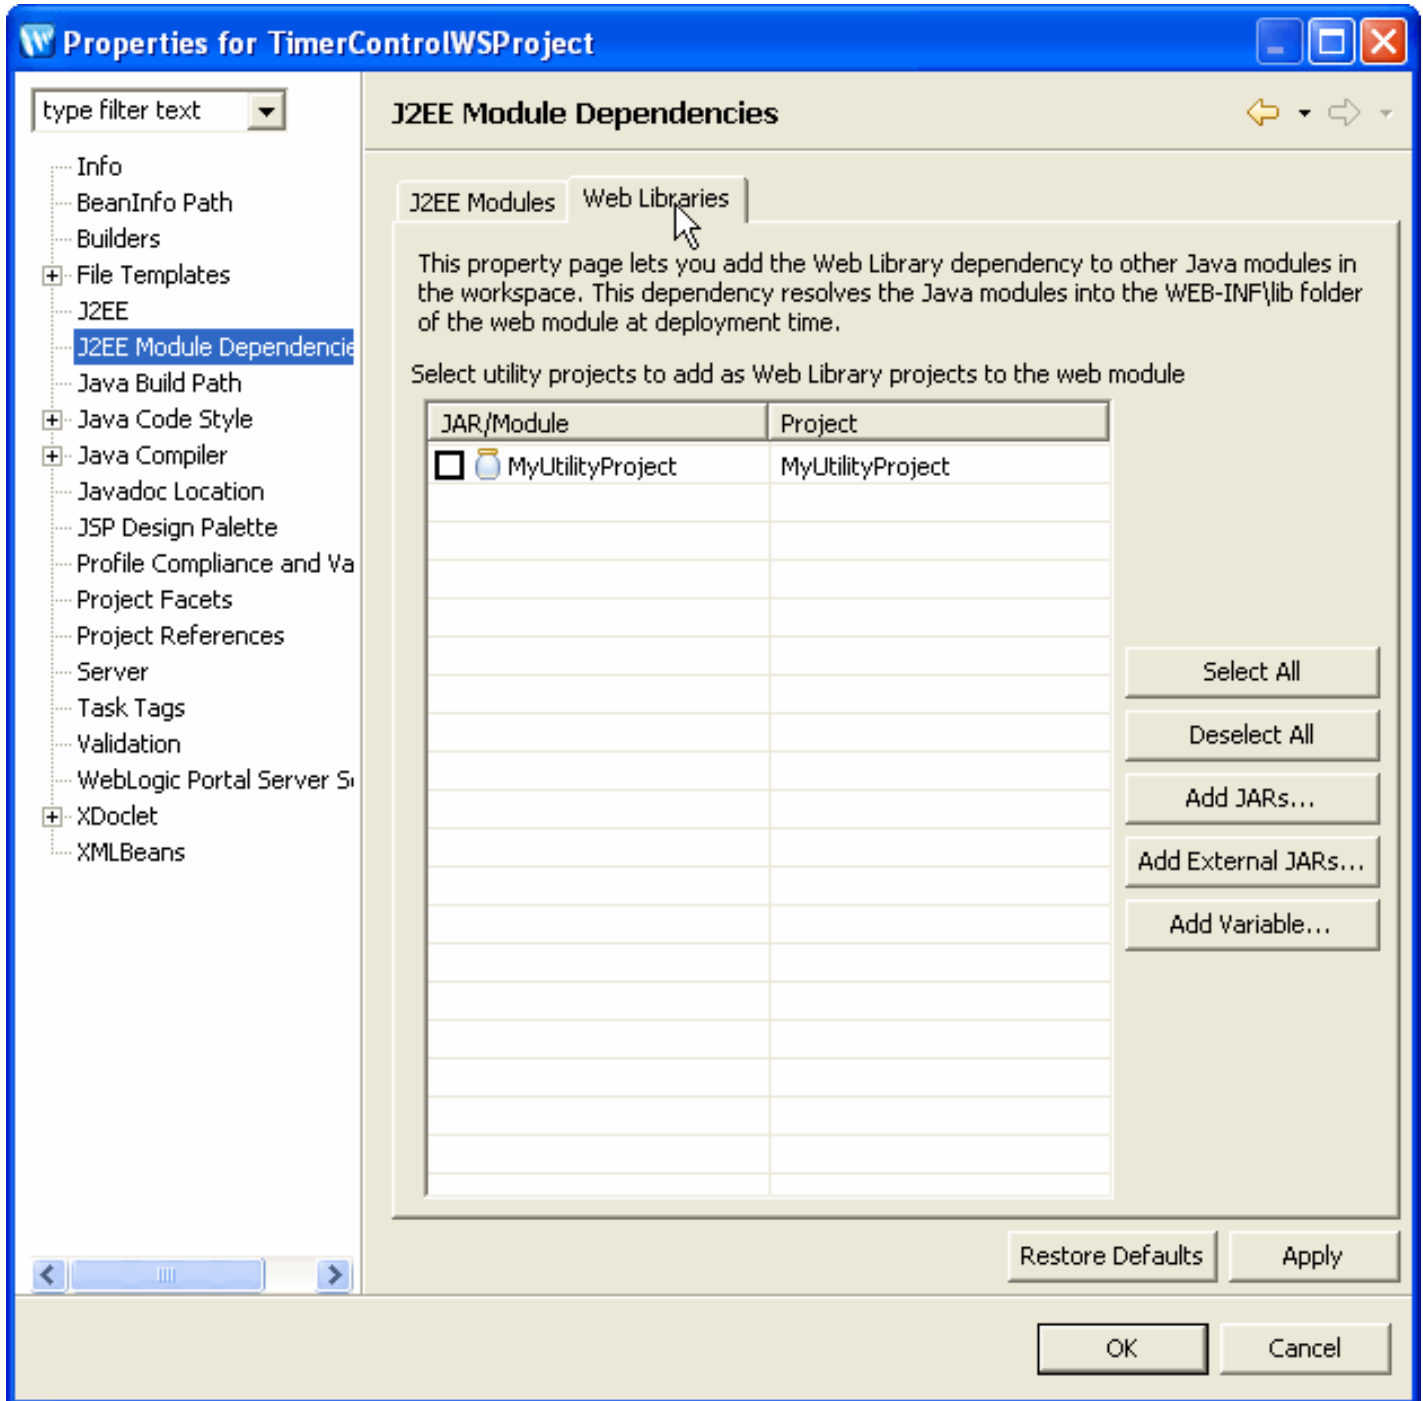 Properties for TimerControlWSProject
type filter text
Info
BeanInfo Path
Builders
File Templates
J2EE
J2EE Module Dependencie
Java Build Path
Java Code Style
Java Compiler
Javadoc Location
JSP Design Palette
Profile Compliance and Va
Project Facets
Project References
Server
Task Tags
Validation
WebLogic Portal Server S
XDoclet
XMLBeans
J2EE Module Dependencies
J2EE Modules
Web Libraries
This property page lets you add the Web Library dependency to other Java modules in
the workspace. This dependency resolves the Java modules into the WEB-INF\lib folder
of the web module at deployment time.
Select utility projects to add as Web Library projects to the web module
JAR/Module Project
MyUtilityProject MyUtilityProject
Select All
Deselect All
Add JARs...
Add External JARs...
Add Variable...
Restore Defaults Apply
OK Cancel